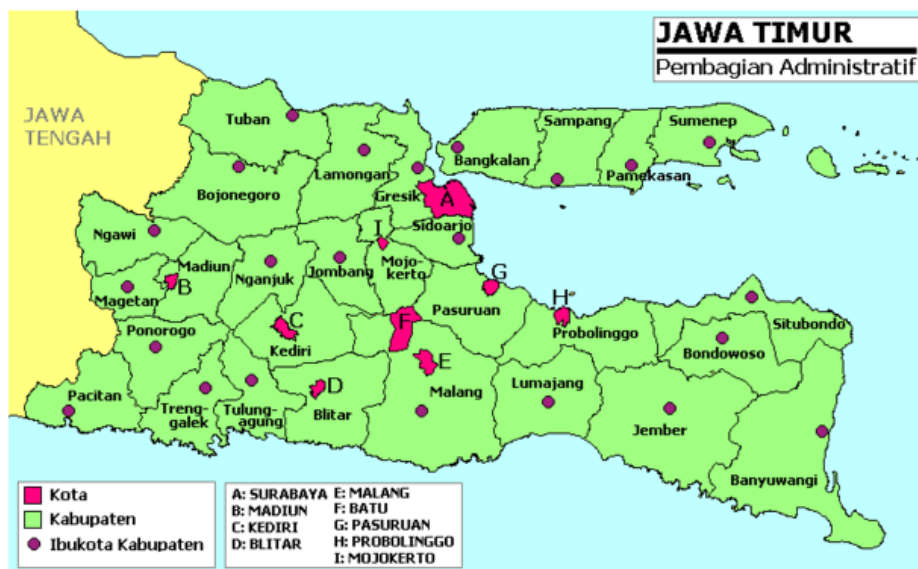 JAWA TIMUR
Pembagian Administratif
JAWA
TENGAH
Tuban
Lamongan
Bojonegoro
Gresik
A
Bangkalan
Sampang
Pamekasan
Sumenep
Sidoarjo
I
Ngawi
Madiun
B
Magetan
Nganjuk
Jombang
Mojo-
kerto
G
Pasuruan
H
Probolinggo
Situbondo
Bondowoso
Ponorogo
C
Kediri
F
E
Malang
D
Blitar
Pacitan
Treng-
galek
Tulung-
agung
Lumajang
Jember
Banyuwangi
Kota
Kabupaten
Ibukota Kabupaten
A: SURABAYA
B: MADIUN
C: KEDIRI
D: BLITAR
E: MALANG
F: BATU
G: PASURUAN
H: PROBOLINGGO
I: MOJOKERTO